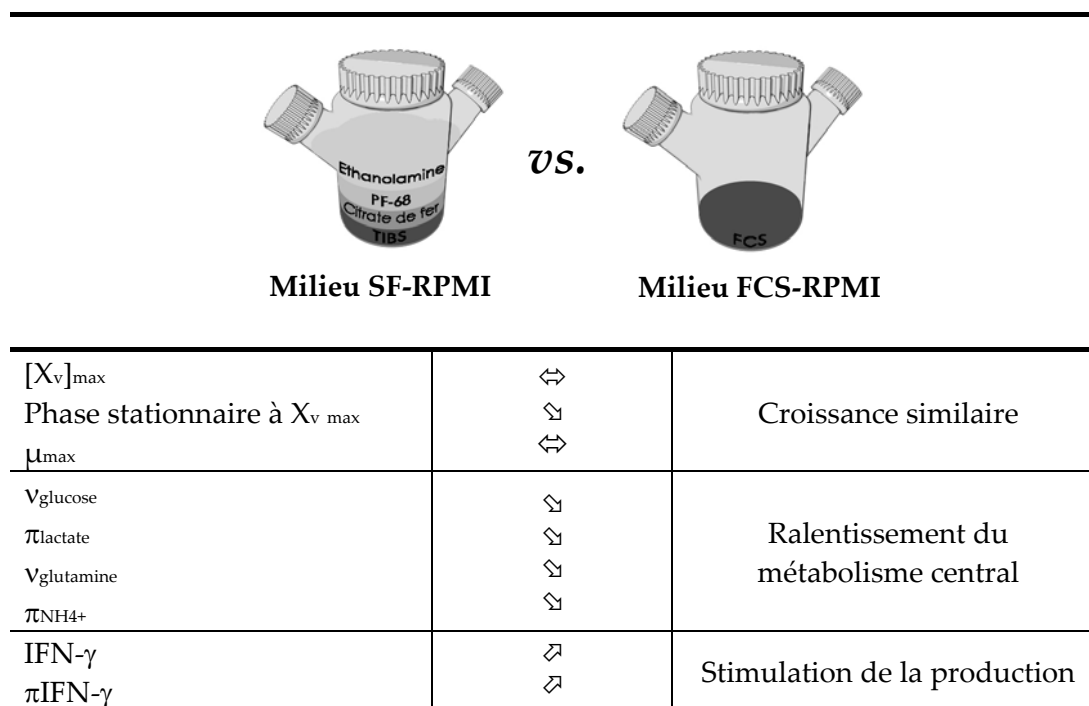 Ethanolamine
PF-68
Citrate de fer
TIBS
vs.
FCS
Milieu SF-RPMI
Milieu FCS-RPMI
[Xv]max ⬄
Phase stationnaire à Xv max ⬂ Croissance similaire
μmax ⬄
νglucose ⬂
πlactate ⬂ Ralentissement du
νglutamine ⬂ métabolisme central
πNH4+ ⬂
IFN-γ ⬀ Stimulation de la production
πIFN-γ ⬀